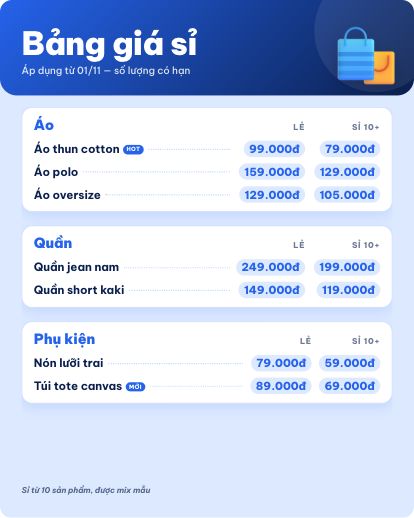 Bảng giá sỉ
Áp dụng từ 01/11 — số lượng có hạn
Áo LẺ SỈ 10+
Áo thun cotton HOT 99.000đ 79.000đ
Áo polo 159.000đ 129.000đ
Áo oversize 129.000đ 105.000đ
Quần LẺ SỈ 10+
Quần jean nam 249.000đ 199.000đ
Quần short kaki 149.000đ 119.000đ
Phụ kiện LẺ SỈ 10+
Nón lưỡi trai 79.000đ 59.000đ
Túi tote canvas MỚI 89.000đ 69.000đ
Sỉ từ 10 sản phẩm, được mix mẫu